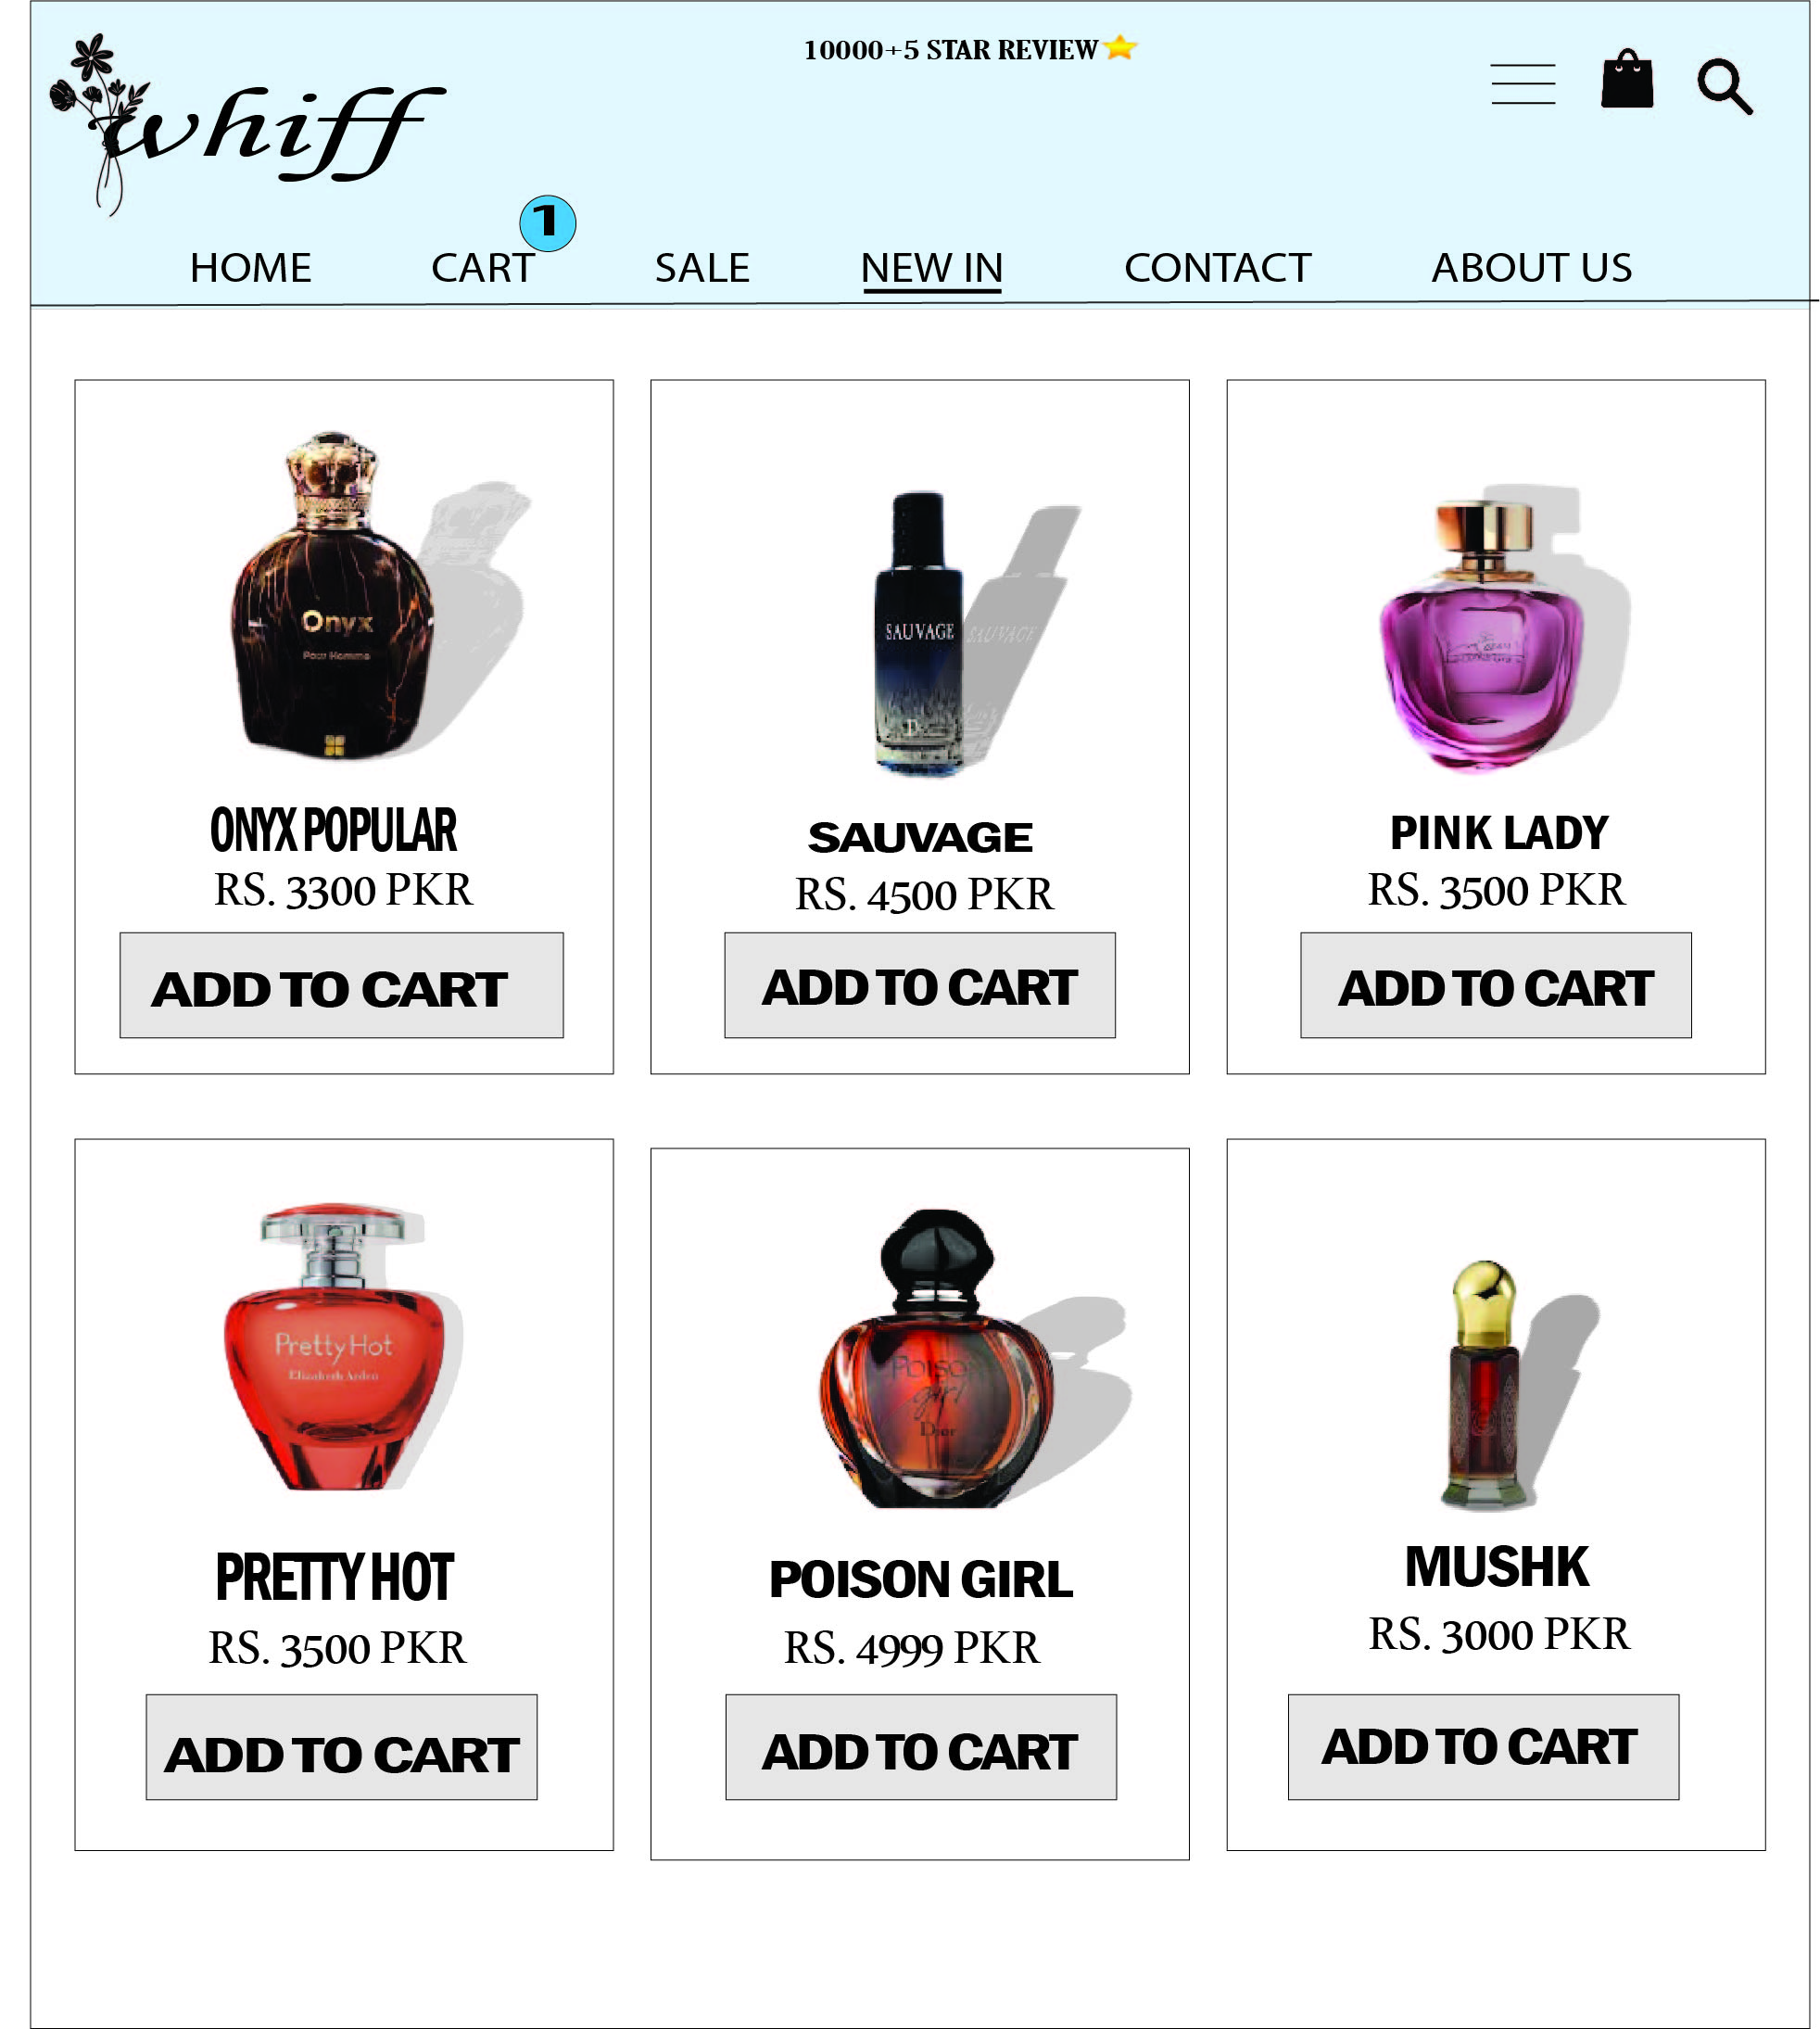 10000+5 STAR REVIEW
whiff
1
HOME CART SALE NEW IN CONTACT ABOUT US
Onyx
Pour Homme
SAUVAGE
SAUVAGE
ONYX POPULAR
SAUVAGE
PINK LADY
RS. 3300 PKR
RS. 4500 PKR
RS. 3500 PKR
ADD TO CART
ADD TO CART
ADD TO CART
Pretty Hot
Elizabeth Arden
POISON
girl
Dior
PRETTY HOT
POISON GIRL
MUSHK
RS. 3500 PKR
RS. 4999 PKR
RS. 3000 PKR
ADD TO CART
ADD TO CART
ADD TO CART